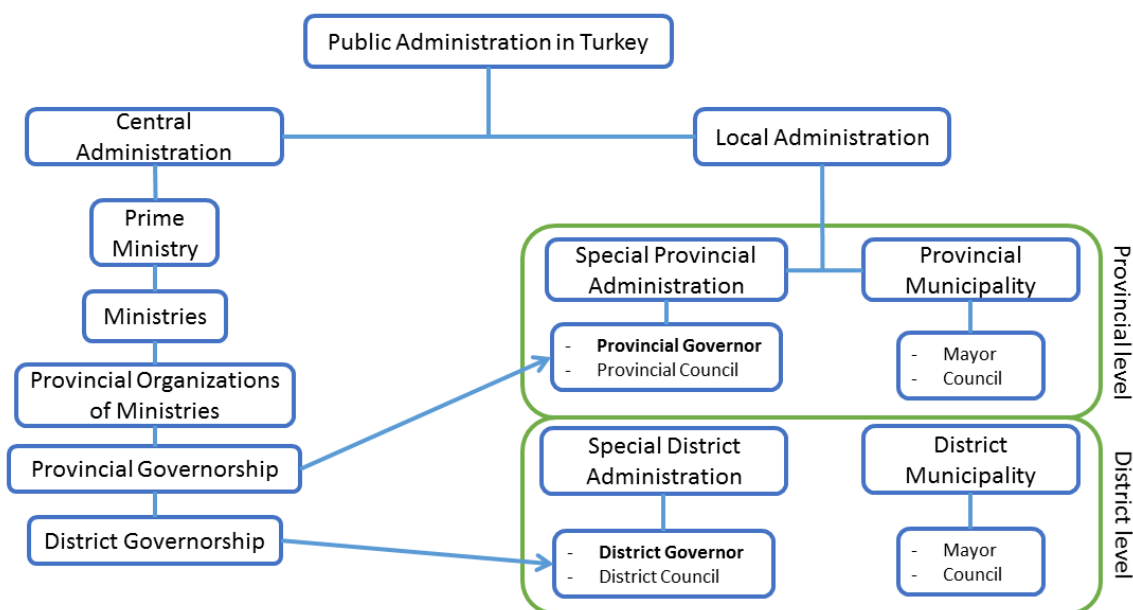 Public Administration in Turkey
Central
Administration
Local Administration
Prime
Ministry
Ministries
Provincial Organizations
of Ministries
Provincial Governorship
District Governorship
Special Provincial
Administration
Provincial
Municipality
- Provincial Governor
- Provincial Council
- Mayor
- Council
Provincial level
Special District
Administration
District
Municipality
- District Governor
- District Council
- Mayor
- Council
District level